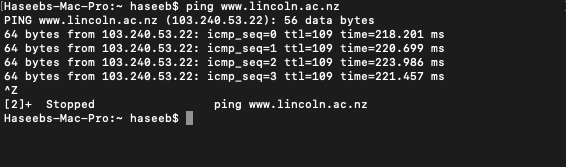 [Haseebs-Mac-Pro:~ haseeb$ ping www.lincoln.ac.nz
PING www.lincoln.ac.nz (103.240.53.22): 56 data bytes
64 bytes from 103.240.53.22: icmp_seq=0 ttl=109 time=218.201 ms
64 bytes from 103.240.53.22: icmp_seq=1 ttl=109 time=220.699 ms
64 bytes from 103.240.53.22: icmp_seq=2 ttl=109 time=223.986 ms
64 bytes from 103.240.53.22: icmp_seq=3 ttl=109 time=221.457 ms
^Z
[2]+  Stopped                 ping www.lincoln.ac.nz
Haseebs-Mac-Pro:~ haseeb$